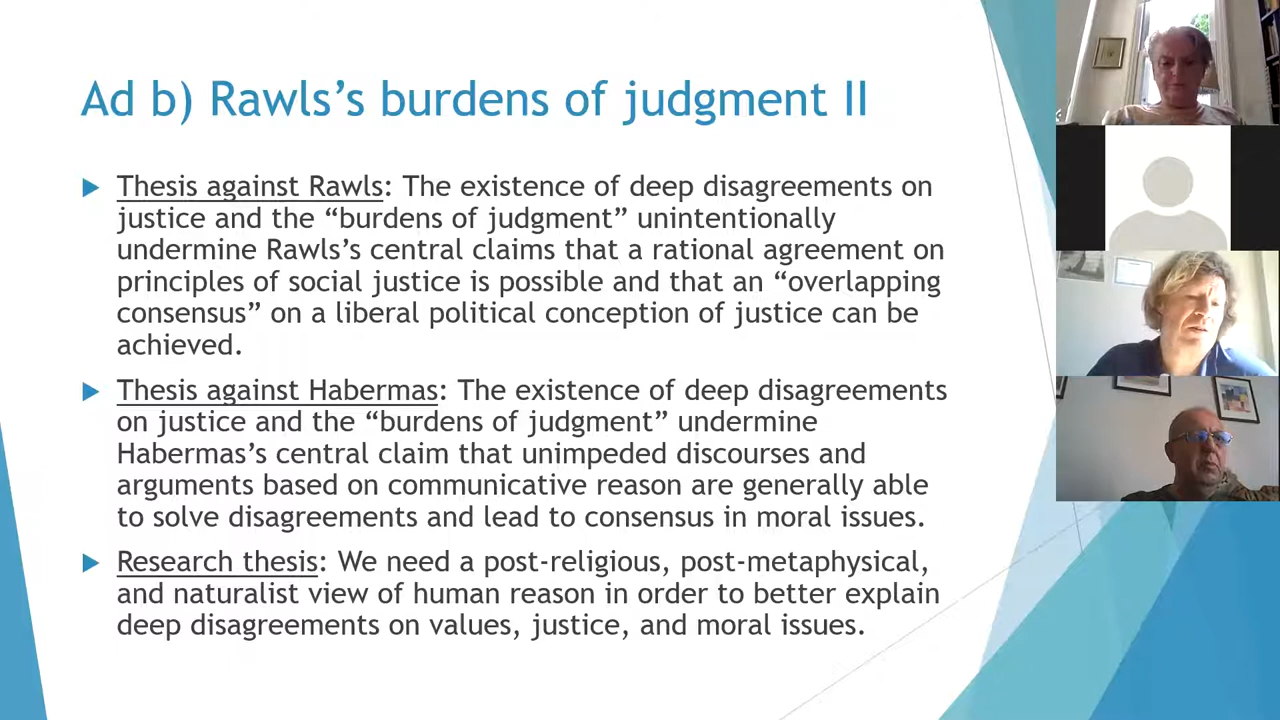 Ad b) Rawls’s burdens of judgment II
Thesis against Rawls: The existence of deep disagreements on
justice and the “burdens of judgment” unintentionally
undermine Rawls’s central claims that a rational agreement on
principles of social justice is possible and that an “overlapping
consensus” on a liberal political conception of justice can be
achieved.
Thesis against Habermas: The existence of deep disagreements
on justice and the “burdens of judgment” undermine
Habermas’s central claim that unimpeded discourses and
arguments based on communicative reason are generally able
to solve disagreements and lead to consensus in moral issues.
Research thesis: We need a post-religious, post-metaphysical,
and naturalist view of human reason in order to better explain
deep disagreements on values, justice, and moral issues.